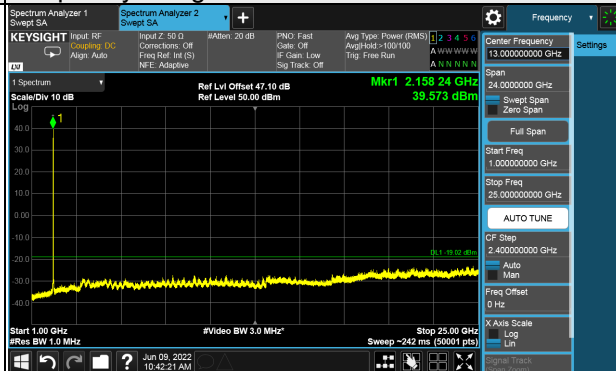 Spectrum Analyzer 1
Swept SA
Spectrum Analyzer 2
Swept SA
Frequency
KEYSIGHT
LXI
Input: RF
Coupling: DC
Align: Auto
Input Z: 50 Ω
Corrections: Off
Freq Ref: Int (S)
NFE: Adaptive
#Atten: 20 dB
PNO: Fast
Gate: Off
IF Gain: Low
Sig Track: Off
Avg Type: Power (RMS)
Avg|Hold:>100/100
Trig: Free Run
1 2 3 4 5 6
A W W W W W
A N N N N N
1 Spectrum
Scale/Div 10 dB
Ref Lvl Offset 47.10 dB
Ref Level 50.00 dBm
Mkr1 2.158 24 GHz
39.573 dBm
Log
1
40.0
30.0
20.0
10.0
0.00
-10.0
-20.0
-30.0
-40.0
DL1 -19.02 dBm
Start 1.00 GHz
#Res BW 1.0 MHz
#Video BW 3.0 MHz*
Stop 25.00 GHz
Sweep ~242 ms (50001 pts)
Jun 09, 2022
10:42:21 AM
Center Frequency
13.000000000 GHz
Settings
Span
24.0000000 GHz
Swept Span
Zero Span
Full Span
Start Freq
1.000000000 GHz
Stop Freq
25.000000000 GHz
AUTO TUNE
CF Step
2.400000000 GHz
Auto
Man
Freq Offset
0 Hz
X Axis Scale
Log
Lin
Signal Track
(Span Zoom)